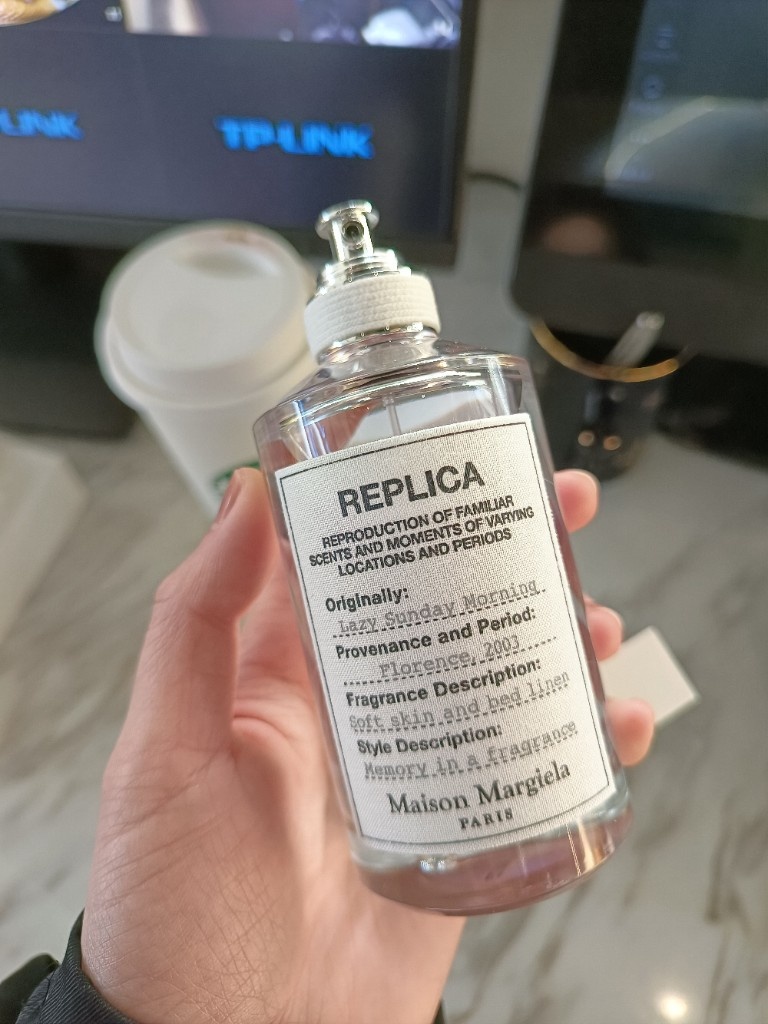 LINK
TP-LINK
REPLICA
REPRODUCTION OF FAMILIAR
SCENTS AND MOMENTS OF VARYING
LOCATIONS AND PERIODS
Originally:
Lazy Sunday Morning
Provenance and Period:
Florence, 2003
Fragrance Description:
Soft skin and bed linen
Style Description:
Memory in a fragrance
Maison Margiela
PARIS